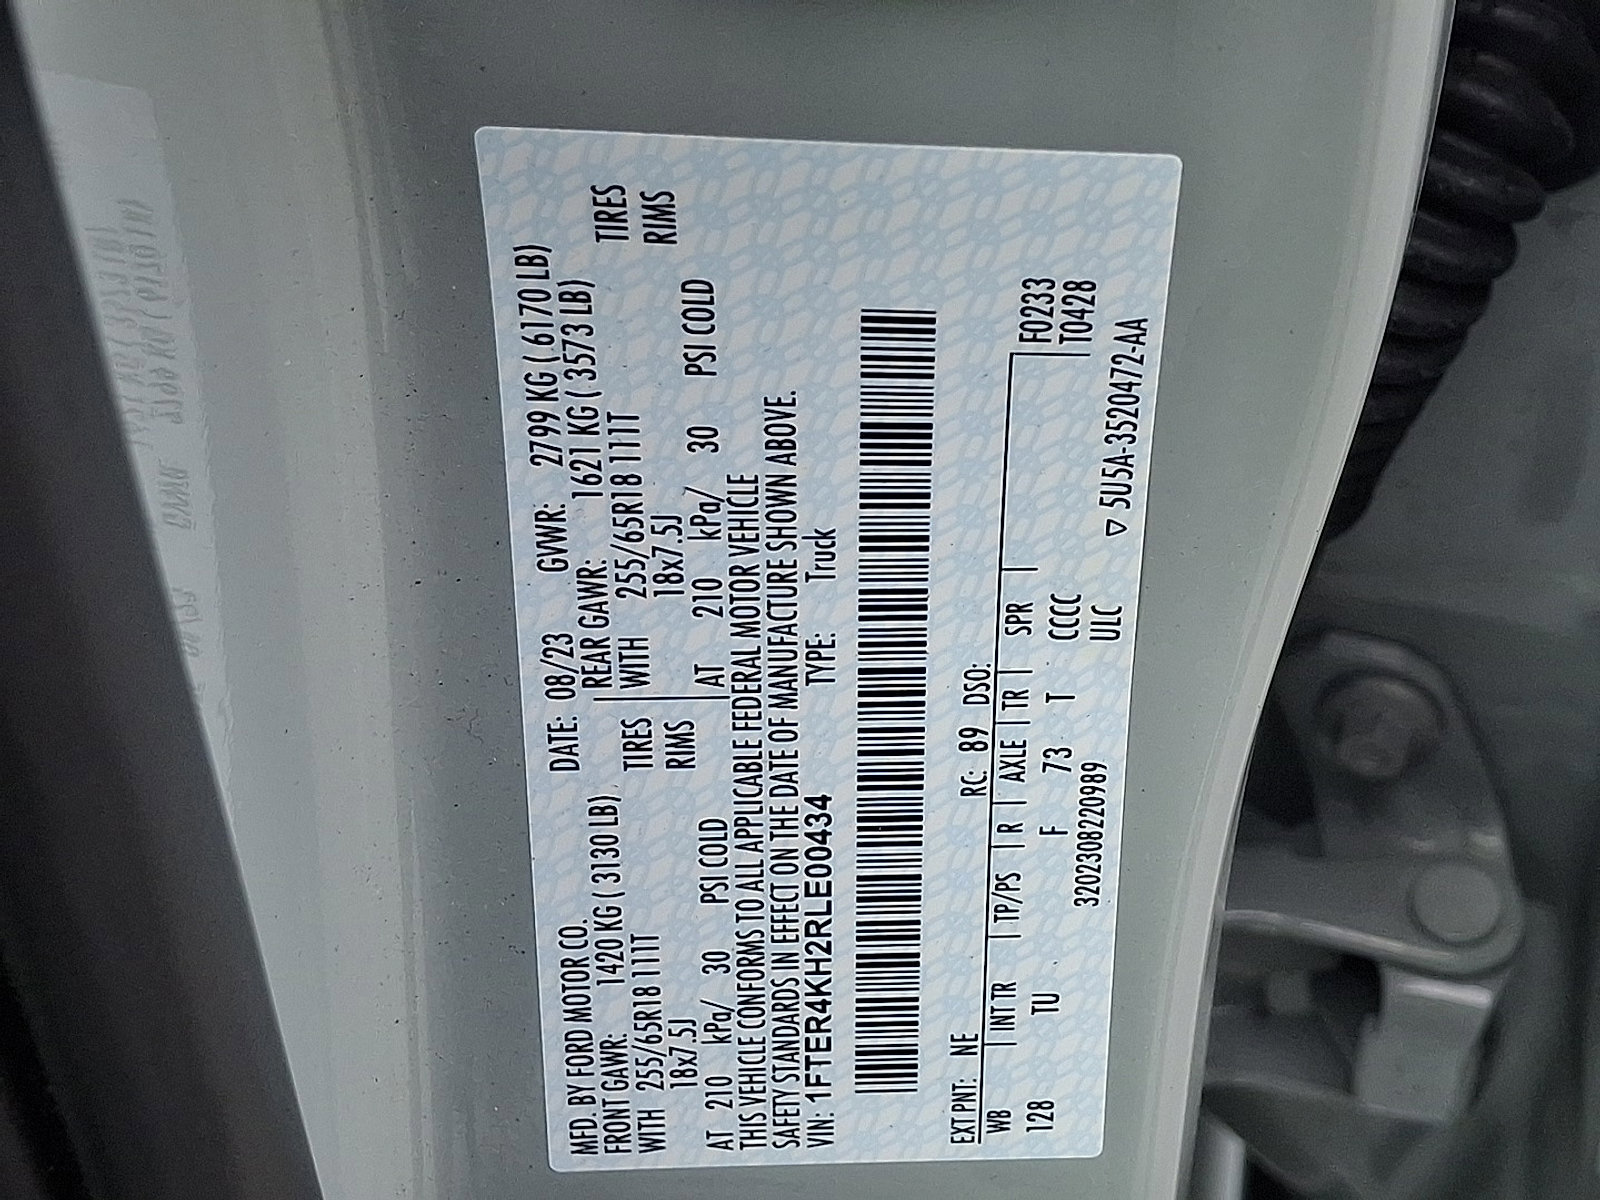 MFD. BY FORD MOTOR CO. DATE: 08/23 GVWR: 2799 KG ( 6170 LB)
FRONT GAWR: 1420 KG ( 3130 LB) REAR GAWR: 1621 KG ( 3573 LB)
WITH 255/65R18 111T TIRES WITH 255/65R18 111T TIRES
18x7.5J RIMS 18x7.5J RIMS
AT 210 kPa/ 30 PSI COLD AT 210 kPa/ 30 PSI COLD
THIS VEHICLE CONFORMS TO ALL APPLICABLE FEDERAL MOTOR VEHICLE
SAFETY STANDARDS IN EFFECT ON THE DATE OF MANUFACTURE SHOWN ABOVE.
VIN: 1FTER4KH2RLE00434 TYPE: Truck
EXT PNT: NE RC: 89 DSO: F0233
WB | INT TR | TP/PS | R | AXLE | TR | SPR | T0428
128 TU F 73 T CCCC
3202308220989 ULC ▽ 5U5A-3520472-AA